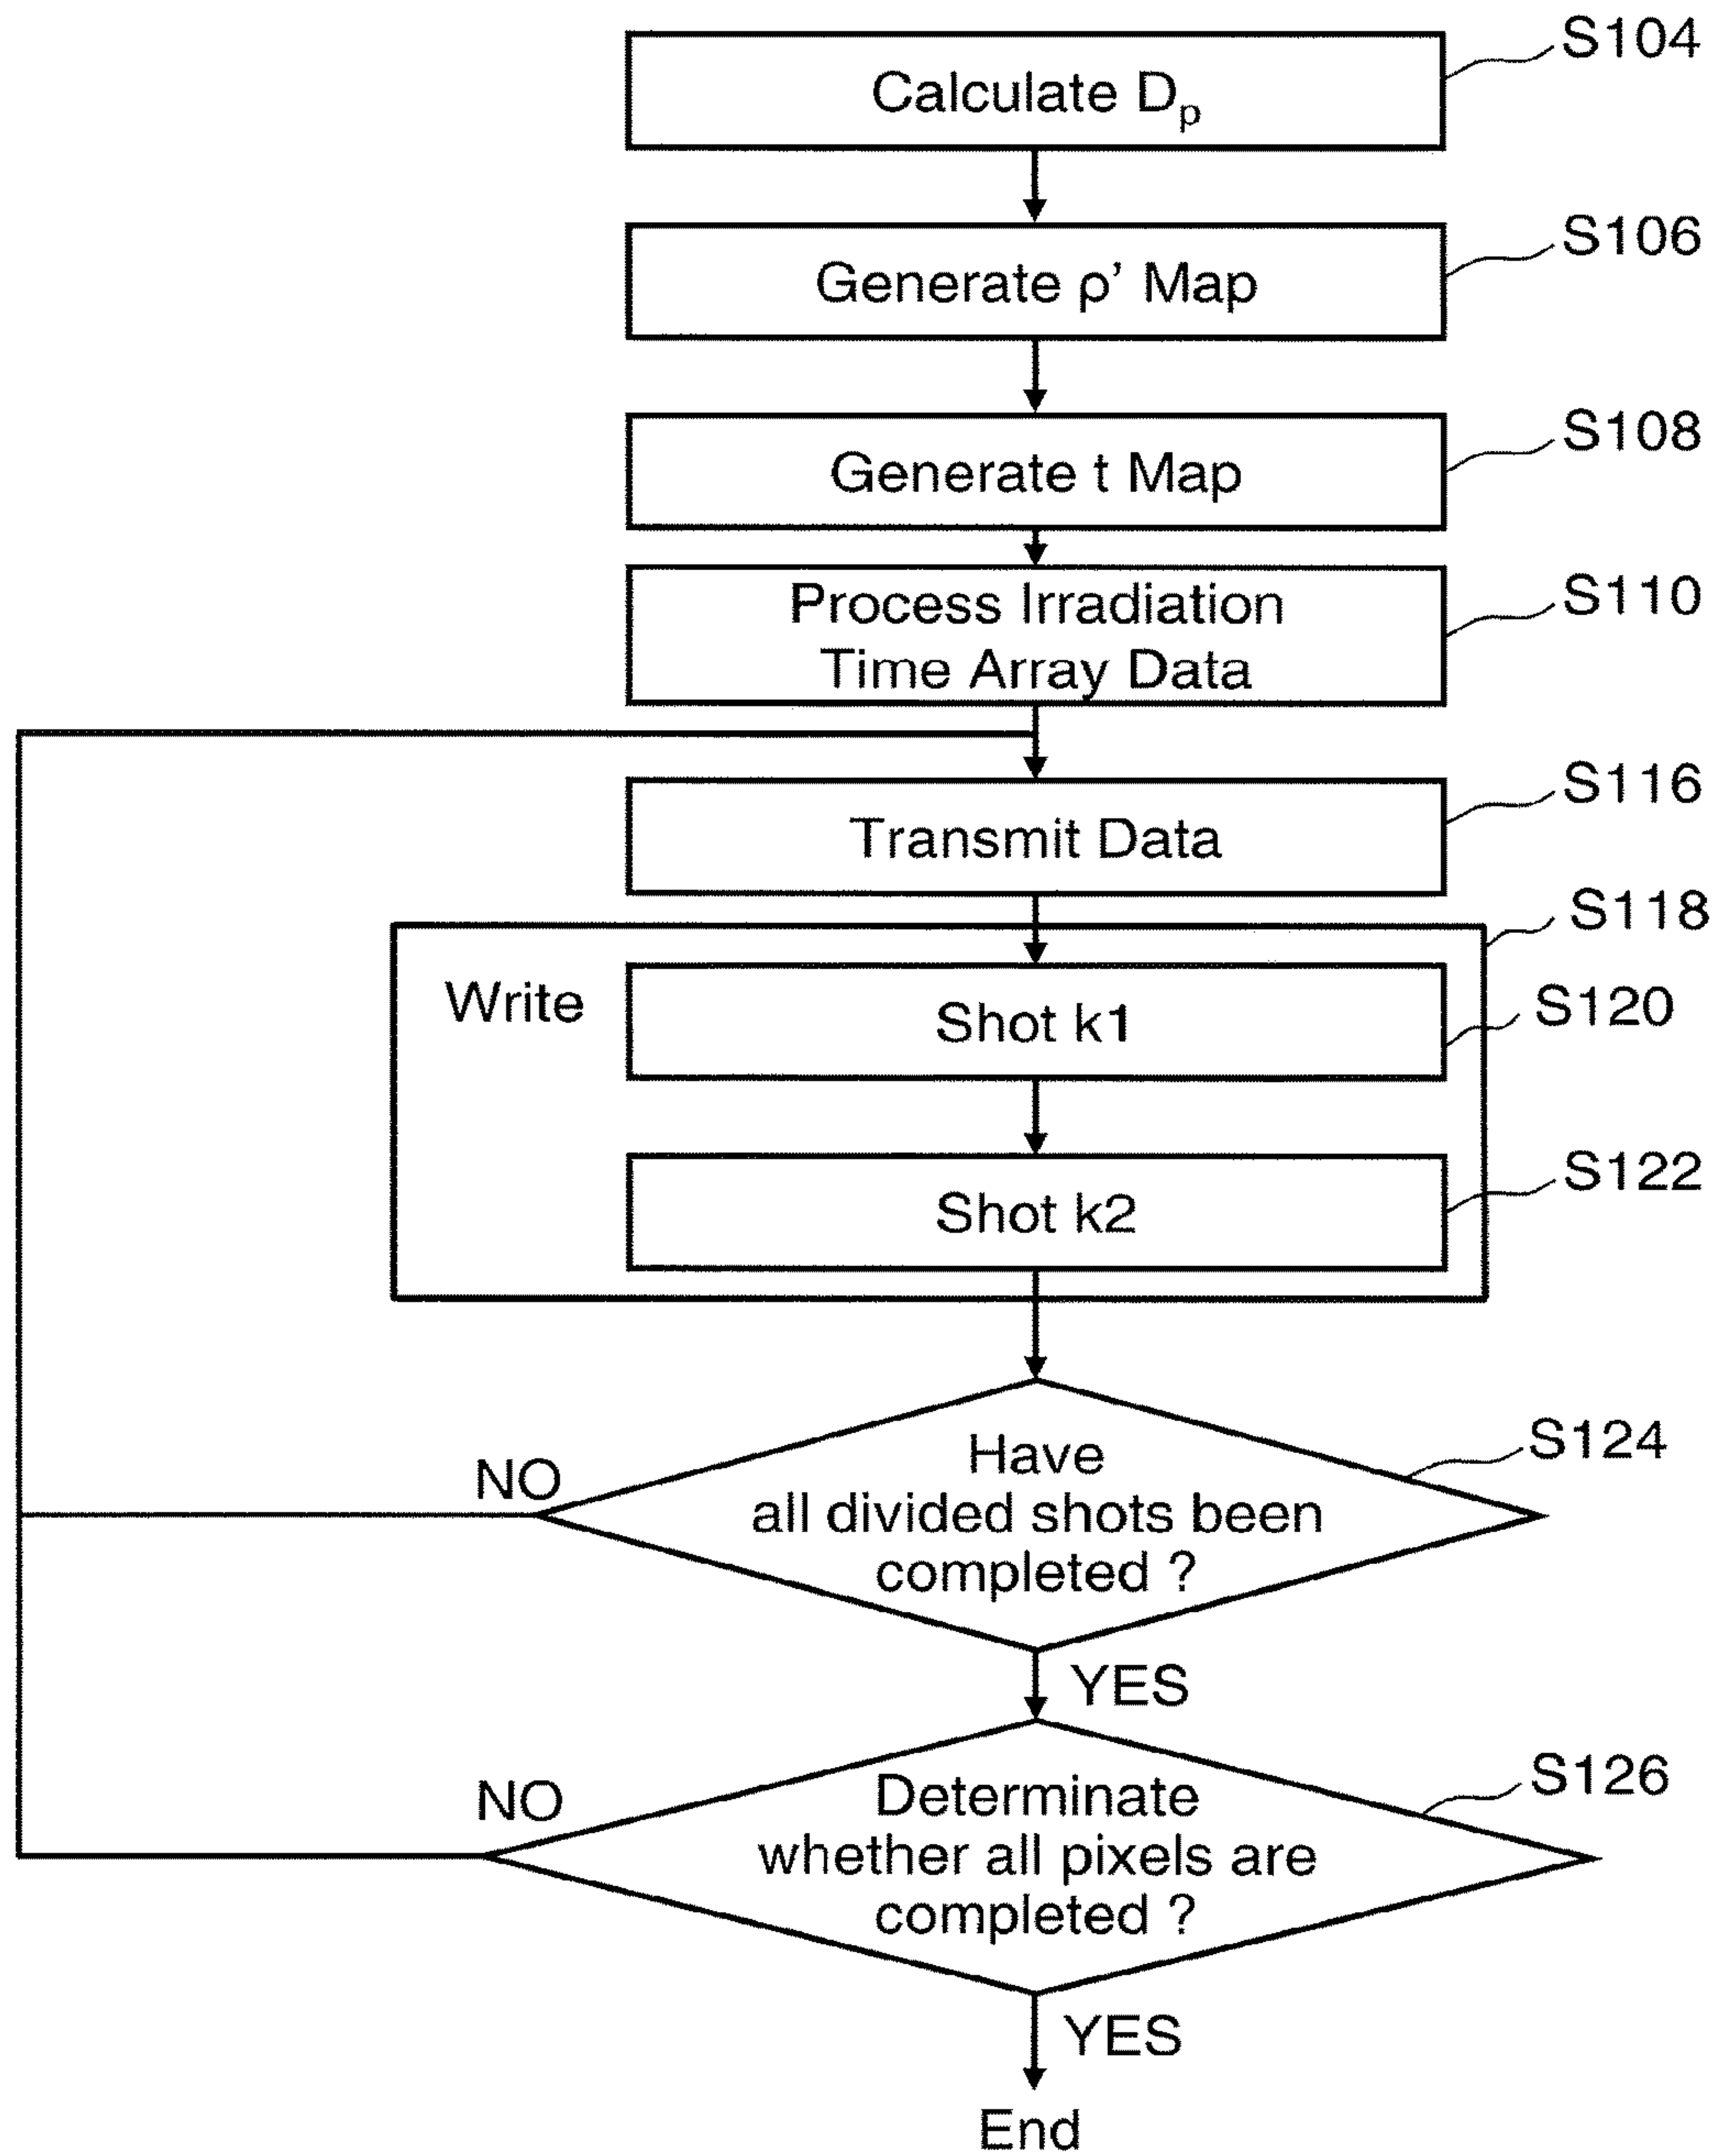 S104
Calculate Dp
S106
Generate ρ’ Map
S108
Generate t Map
S110
Process Irradiation
Time Array Data
S116
Transmit Data
S118
Write
S120
Shot k1
S122
Shot k2
S124
Have
all divided shots been
completed ?
NO
YES
S126
Determinate
whether all pixels are
completed ?
NO
YES
End